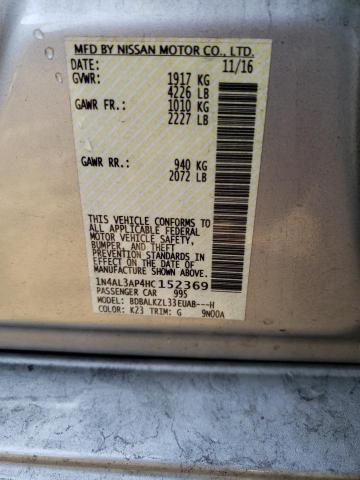 MFD BY NISSAN MOTOR CO., LTD.
DATE: 11/16
GVWR: 1917 KG
4226 LB
GAWR FR.: 1010 KG
2227 LB
GAWR RR.: 940 KG
2072 LB
THIS VEHICLE CONFORMS TO
ALL APPLICABLE FEDERAL
MOTOR VEHICLE SAFETY,
BUMPER, AND THEFT
PREVENTION STANDARDS IN
EFFECT ON THE DATE OF
MANUFACTURE SHOWN ABOVE.
1N4AL3AP4HC152369
PASSENGER CAR 995
MODEL: BDBALKZL33EUAB---H
COLOR: K23 TRIM: G 9N00A